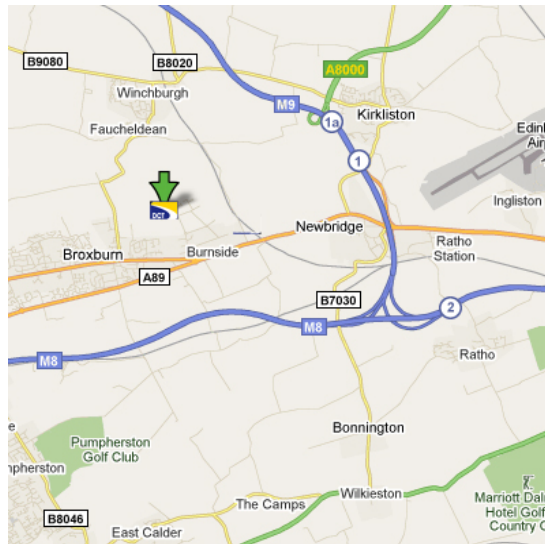 B9080
B8020
A8000
Winchburgh
M9
1a
Kirkliston
Faucheldean
Edin
Air
1
DCT
Ingliston
Newbridge
Broxburn
Burnside
Ratho
Station
A89
B7030
2
M8
M8
Ratho
Bonnington
e
Pumpherston
Golf Club
mpherston
The Camps
Wilkieston
Marriott Dalm
Hotel Golf
Country C
B8046
East Calder